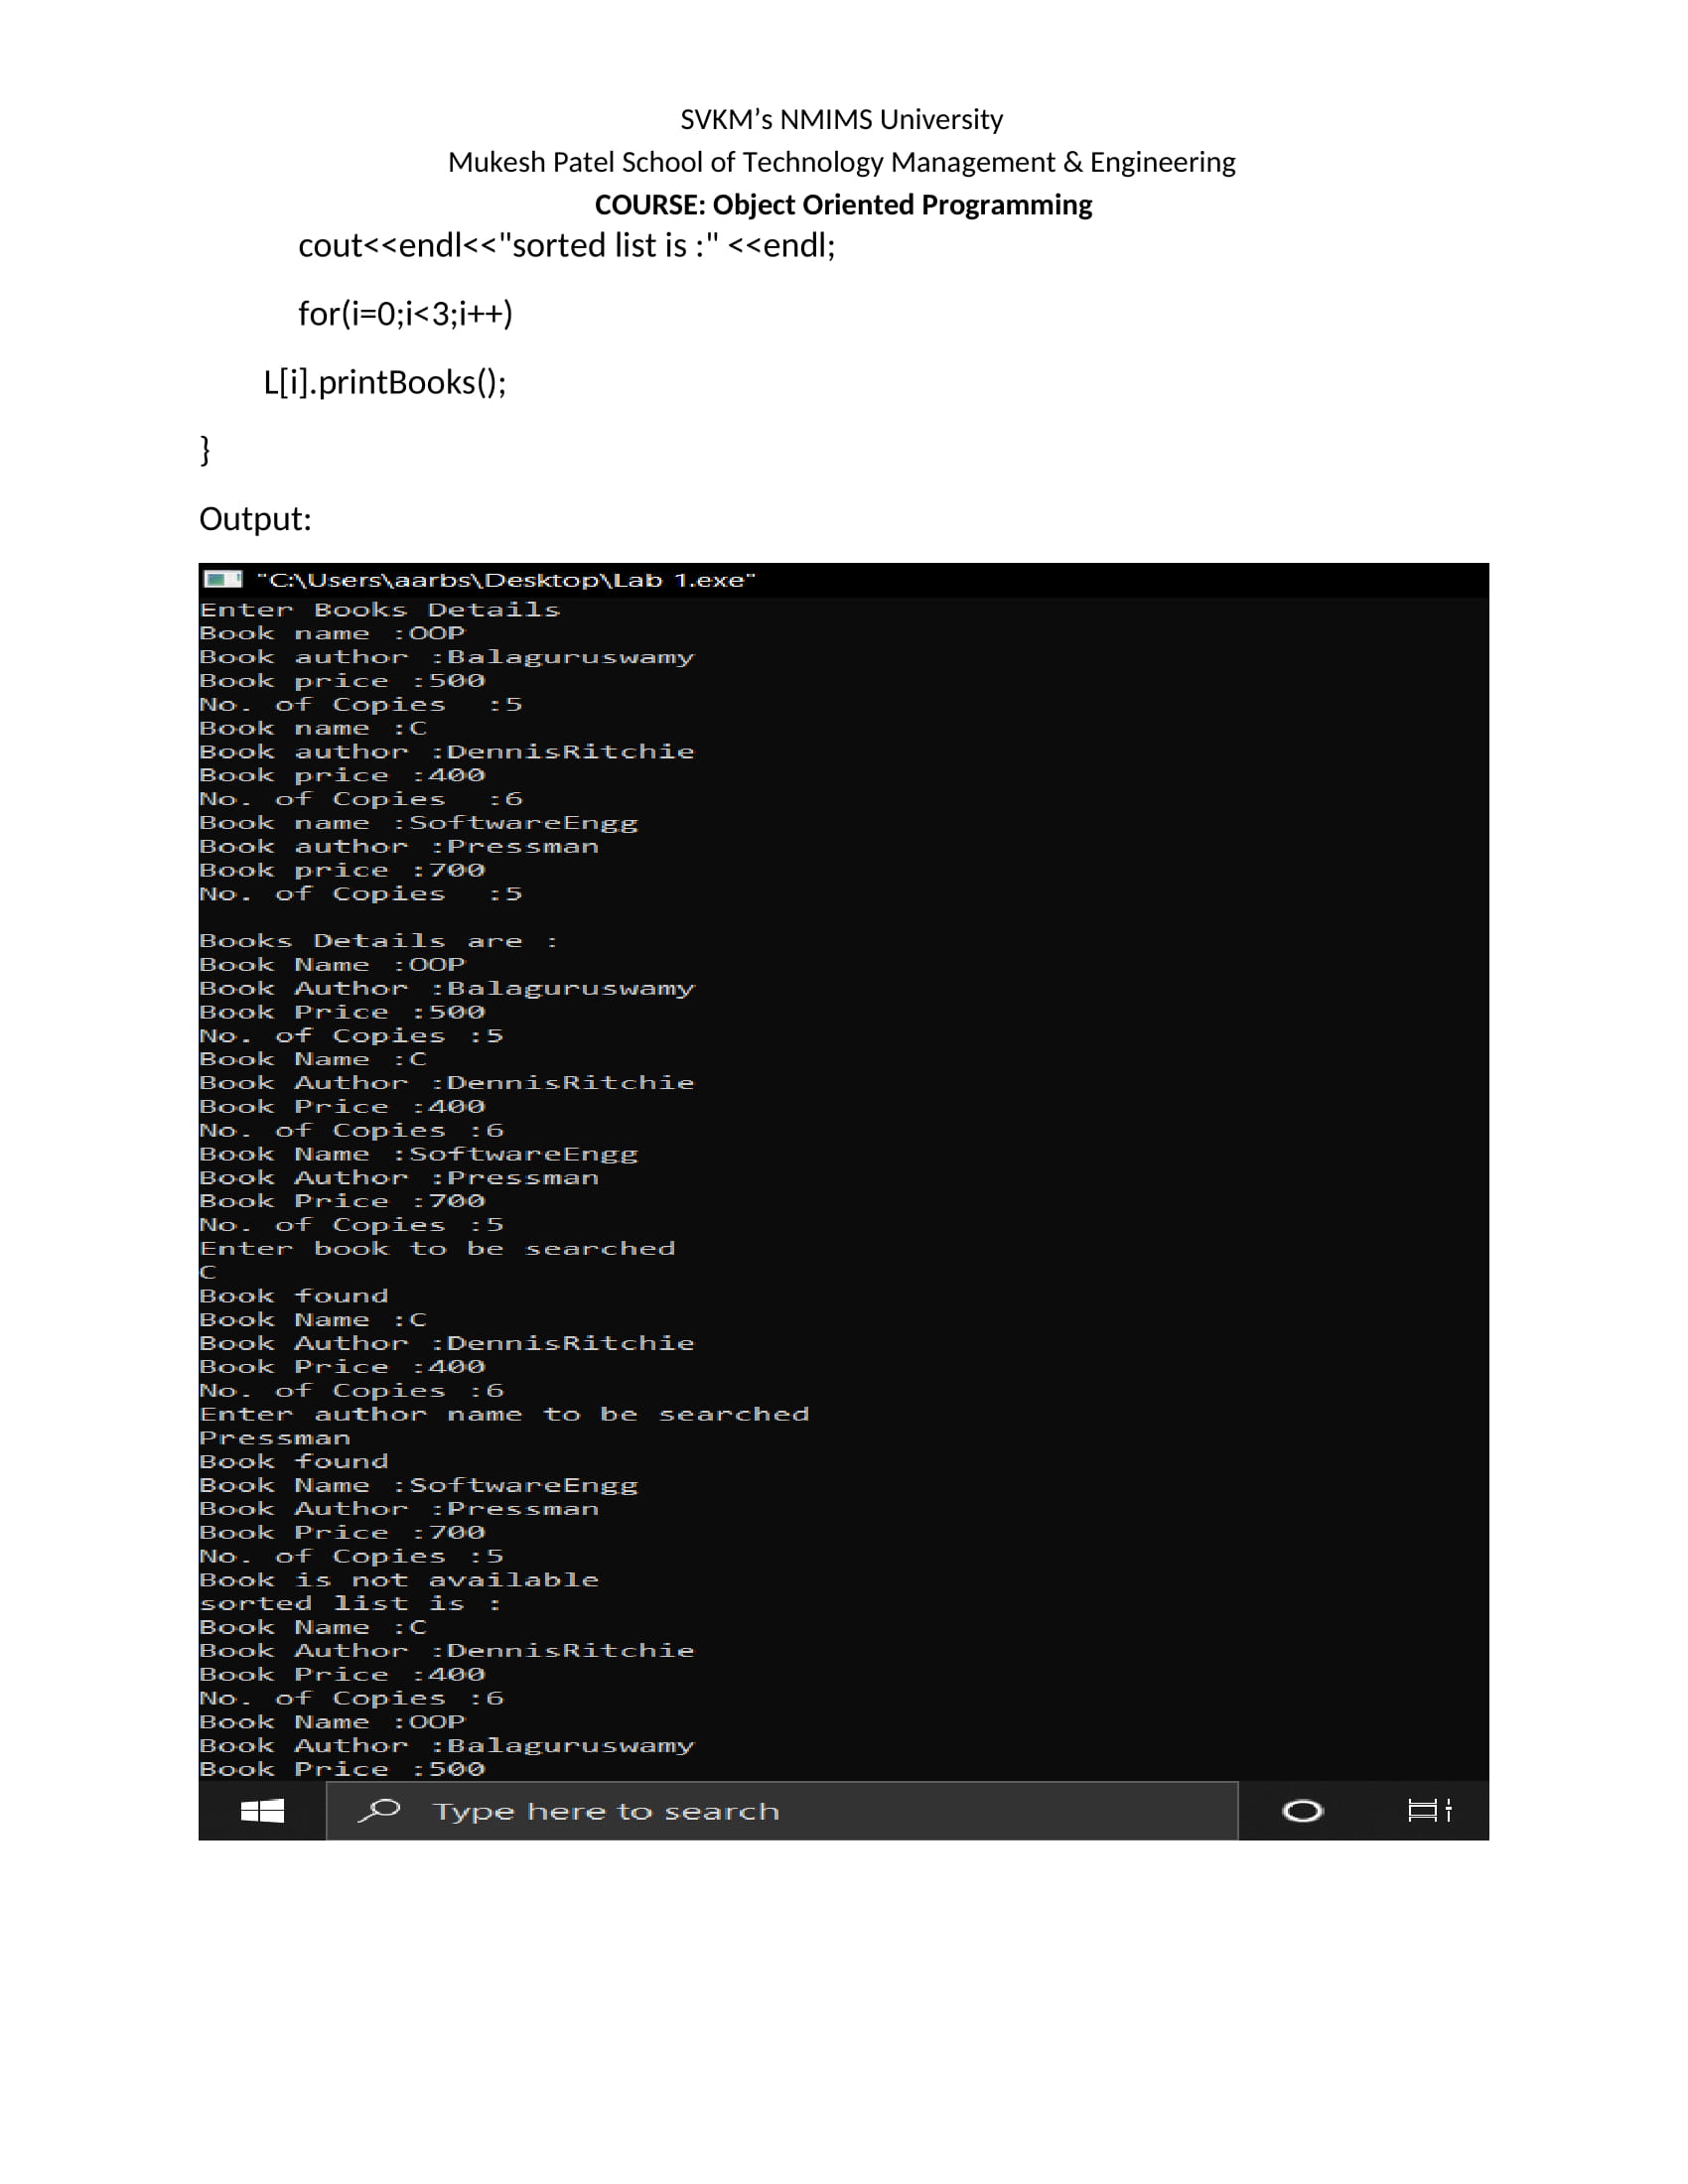 SVKM’s NMIMS University
Mukesh Patel School of Technology Management & Engineering
COURSE: Object Oriented Programming
cout<<endl<<"sorted list is :" <<endl;
for(i=0;i<3;i++)
L[i].printBooks();
}
Output:
"C:\Users\aarbs\Desktop\Lab 1.exe"
Enter Books Details
Book name :OOP
Book author :Balaguruswamy
Book price :500
No. of Copies  :5
Book name :C
Book author :DennisRitchie
Book price :400
No. of Copies  :6
Book name :SoftwareEngg
Book author :Pressman
Book price :700
No. of Copies  :5
Books Details are :
Book Name :OOP
Book Author :Balaguruswamy
Book Price :500
No. of Copies :5
Book Name :C
Book Author :DennisRitchie
Book Price :400
No. of Copies :6
Book Name :SoftwareEngg
Book Author :Pressman
Book Price :700
No. of Copies :5
Enter book to be searched
C
Book found
Book Name :C
Book Author :DennisRitchie
Book Price :400
No. of Copies :6
Enter author name to be searched
Pressman
Book found
Book Name :SoftwareEngg
Book Author :Pressman
Book Price :700
No. of Copies :5
Book is not available
sorted list is :
Book Name :C
Book Author :DennisRitchie
Book Price :400
No. of Copies :6
Book Name :OOP
Book Author :Balaguruswamy
Book Price :500
Type here to search